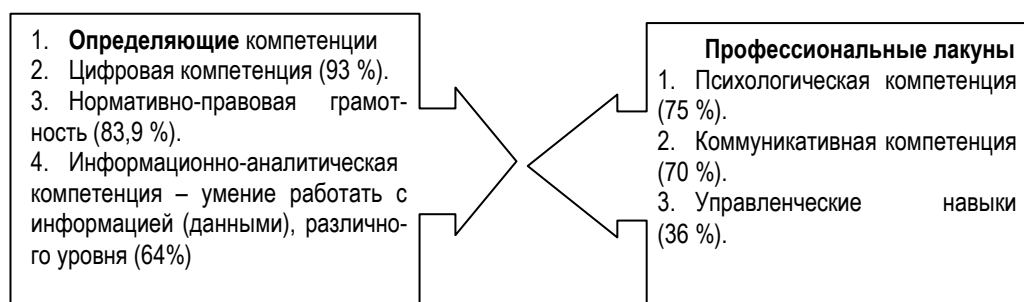 1. Определяющие компетенции
2. Цифровая компетенция (93 %).
3. Нормативно-правовая грамот-
ность (83,9 %).
4. Информационно-аналитическая
компетенция – умение работать с
информацией (данными), различно-
го уровня (64%)
Профессиональные лакуны
1. Психологическая компетенция
(75 %).
2. Коммуникативная компетенция
(70 %).
3. Управленческие навыки
(36 %).